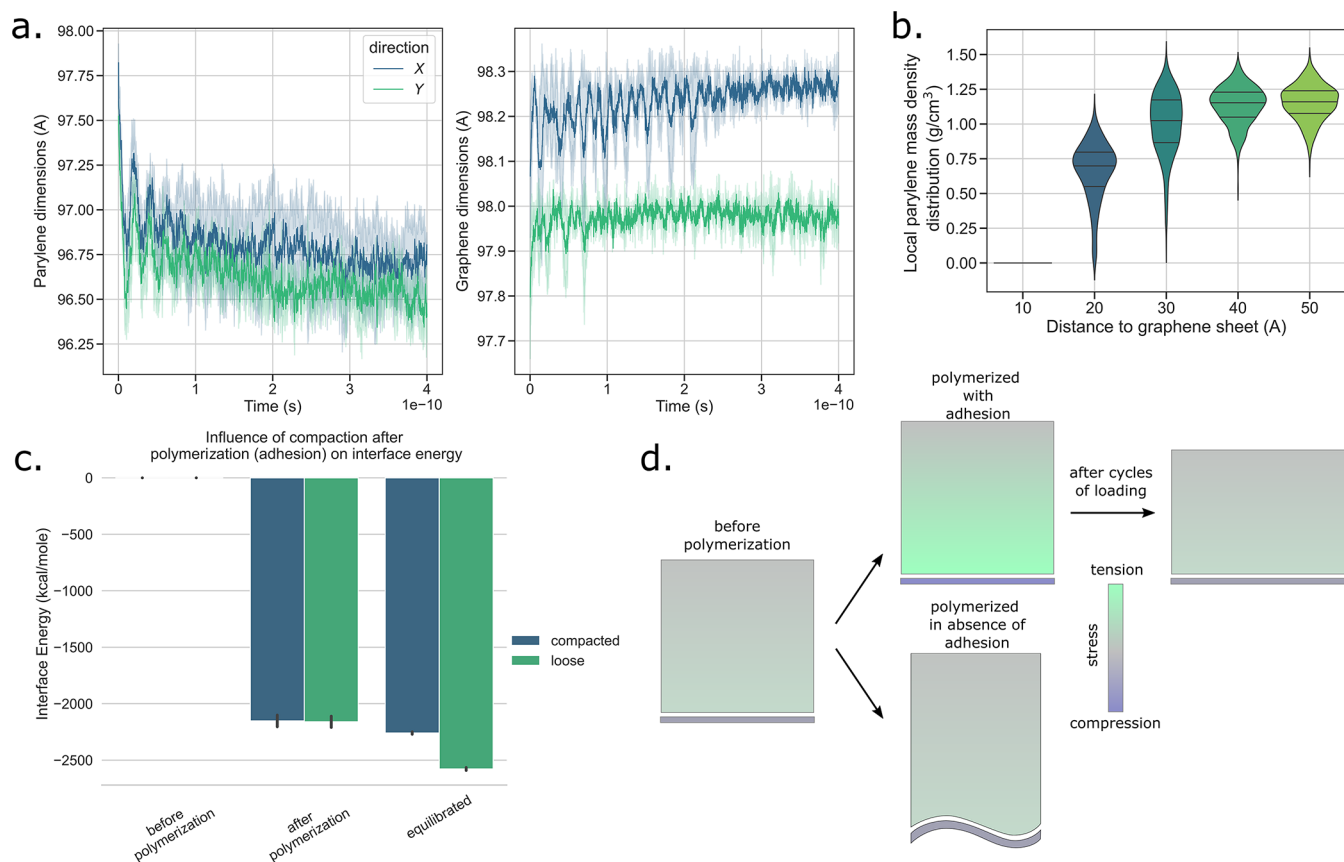 a.
98.00
97.75
97.50
97.25
97.00
96.75
96.50
96.25
Parylene dimensions (A)
direction
X
Y
0
1
2
3
4
1e−10
Time (s)
98.3
98.2
98.1
98.0
97.9
97.8
97.7
Graphene dimensions (A)
0
1
2
3
4
1e−10
Time (s)
b.
1.50
1.25
1.00
0.75
0.50
0.25
0.00
Local parylene mass density
distribution (g/cm³)
10
20
30
40
50
Distance to graphene sheet (A)
c.
Influence of compaction after
polymerization (adhesion) on interface energy
0
−500
−1000
−1500
−2000
−2500
Interface Energy (kcal/mole)
before
polymerization
after
polymerization
equilibrated
compacted
loose
d.
before
polymerization
polymerized
with
adhesion
after cycles
of loading
polymerized
in absence of
adhesion
tension
stress
compression